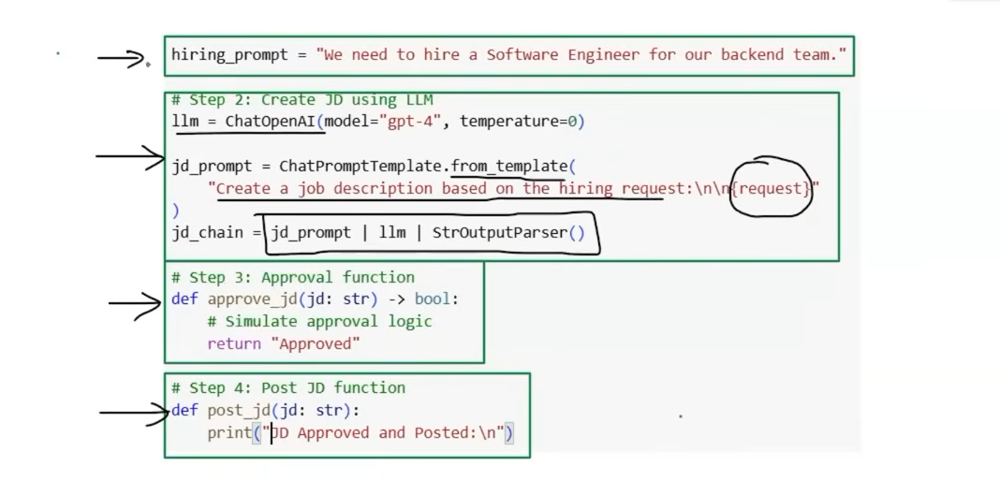 hiring_prompt = "We need to hire a Software Engineer for our backend team."
# Step 2: Create JD using LLM
llm = ChatOpenAI(model="gpt-4", temperature=0)
jd_prompt = ChatPromptTemplate.from_template(
"Create a job description based on the hiring request:\n\n{request}"
)
jd_chain = jd_prompt | llm | StrOutputParser()
# Step 3: Approval function
def approve_jd(jd: str) -> bool:
# Simulate approval logic
return "Approved"
# Step 4: Post JD function
def post_jd(jd: str):
print("JD Approved and Posted:\n")